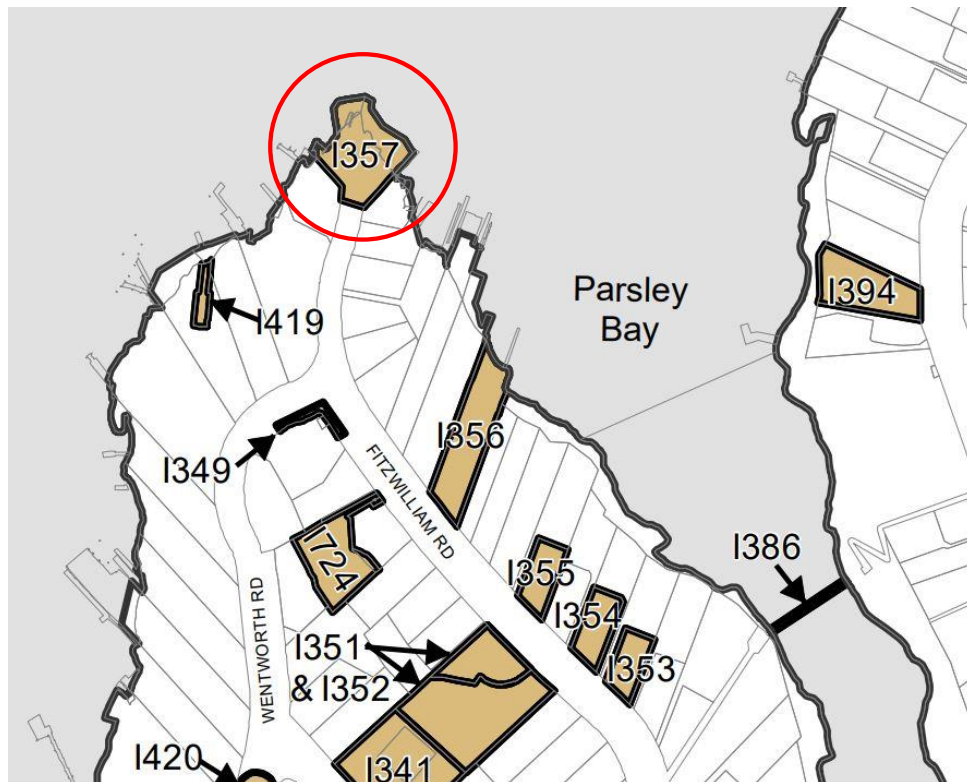 I357
I394
Parsley
Bay
I419
I356
I349
FITZWILLIAM RD
I724
I386
I355
I354
I353
WENTWORTH RD
I351
& I352
I420
I341